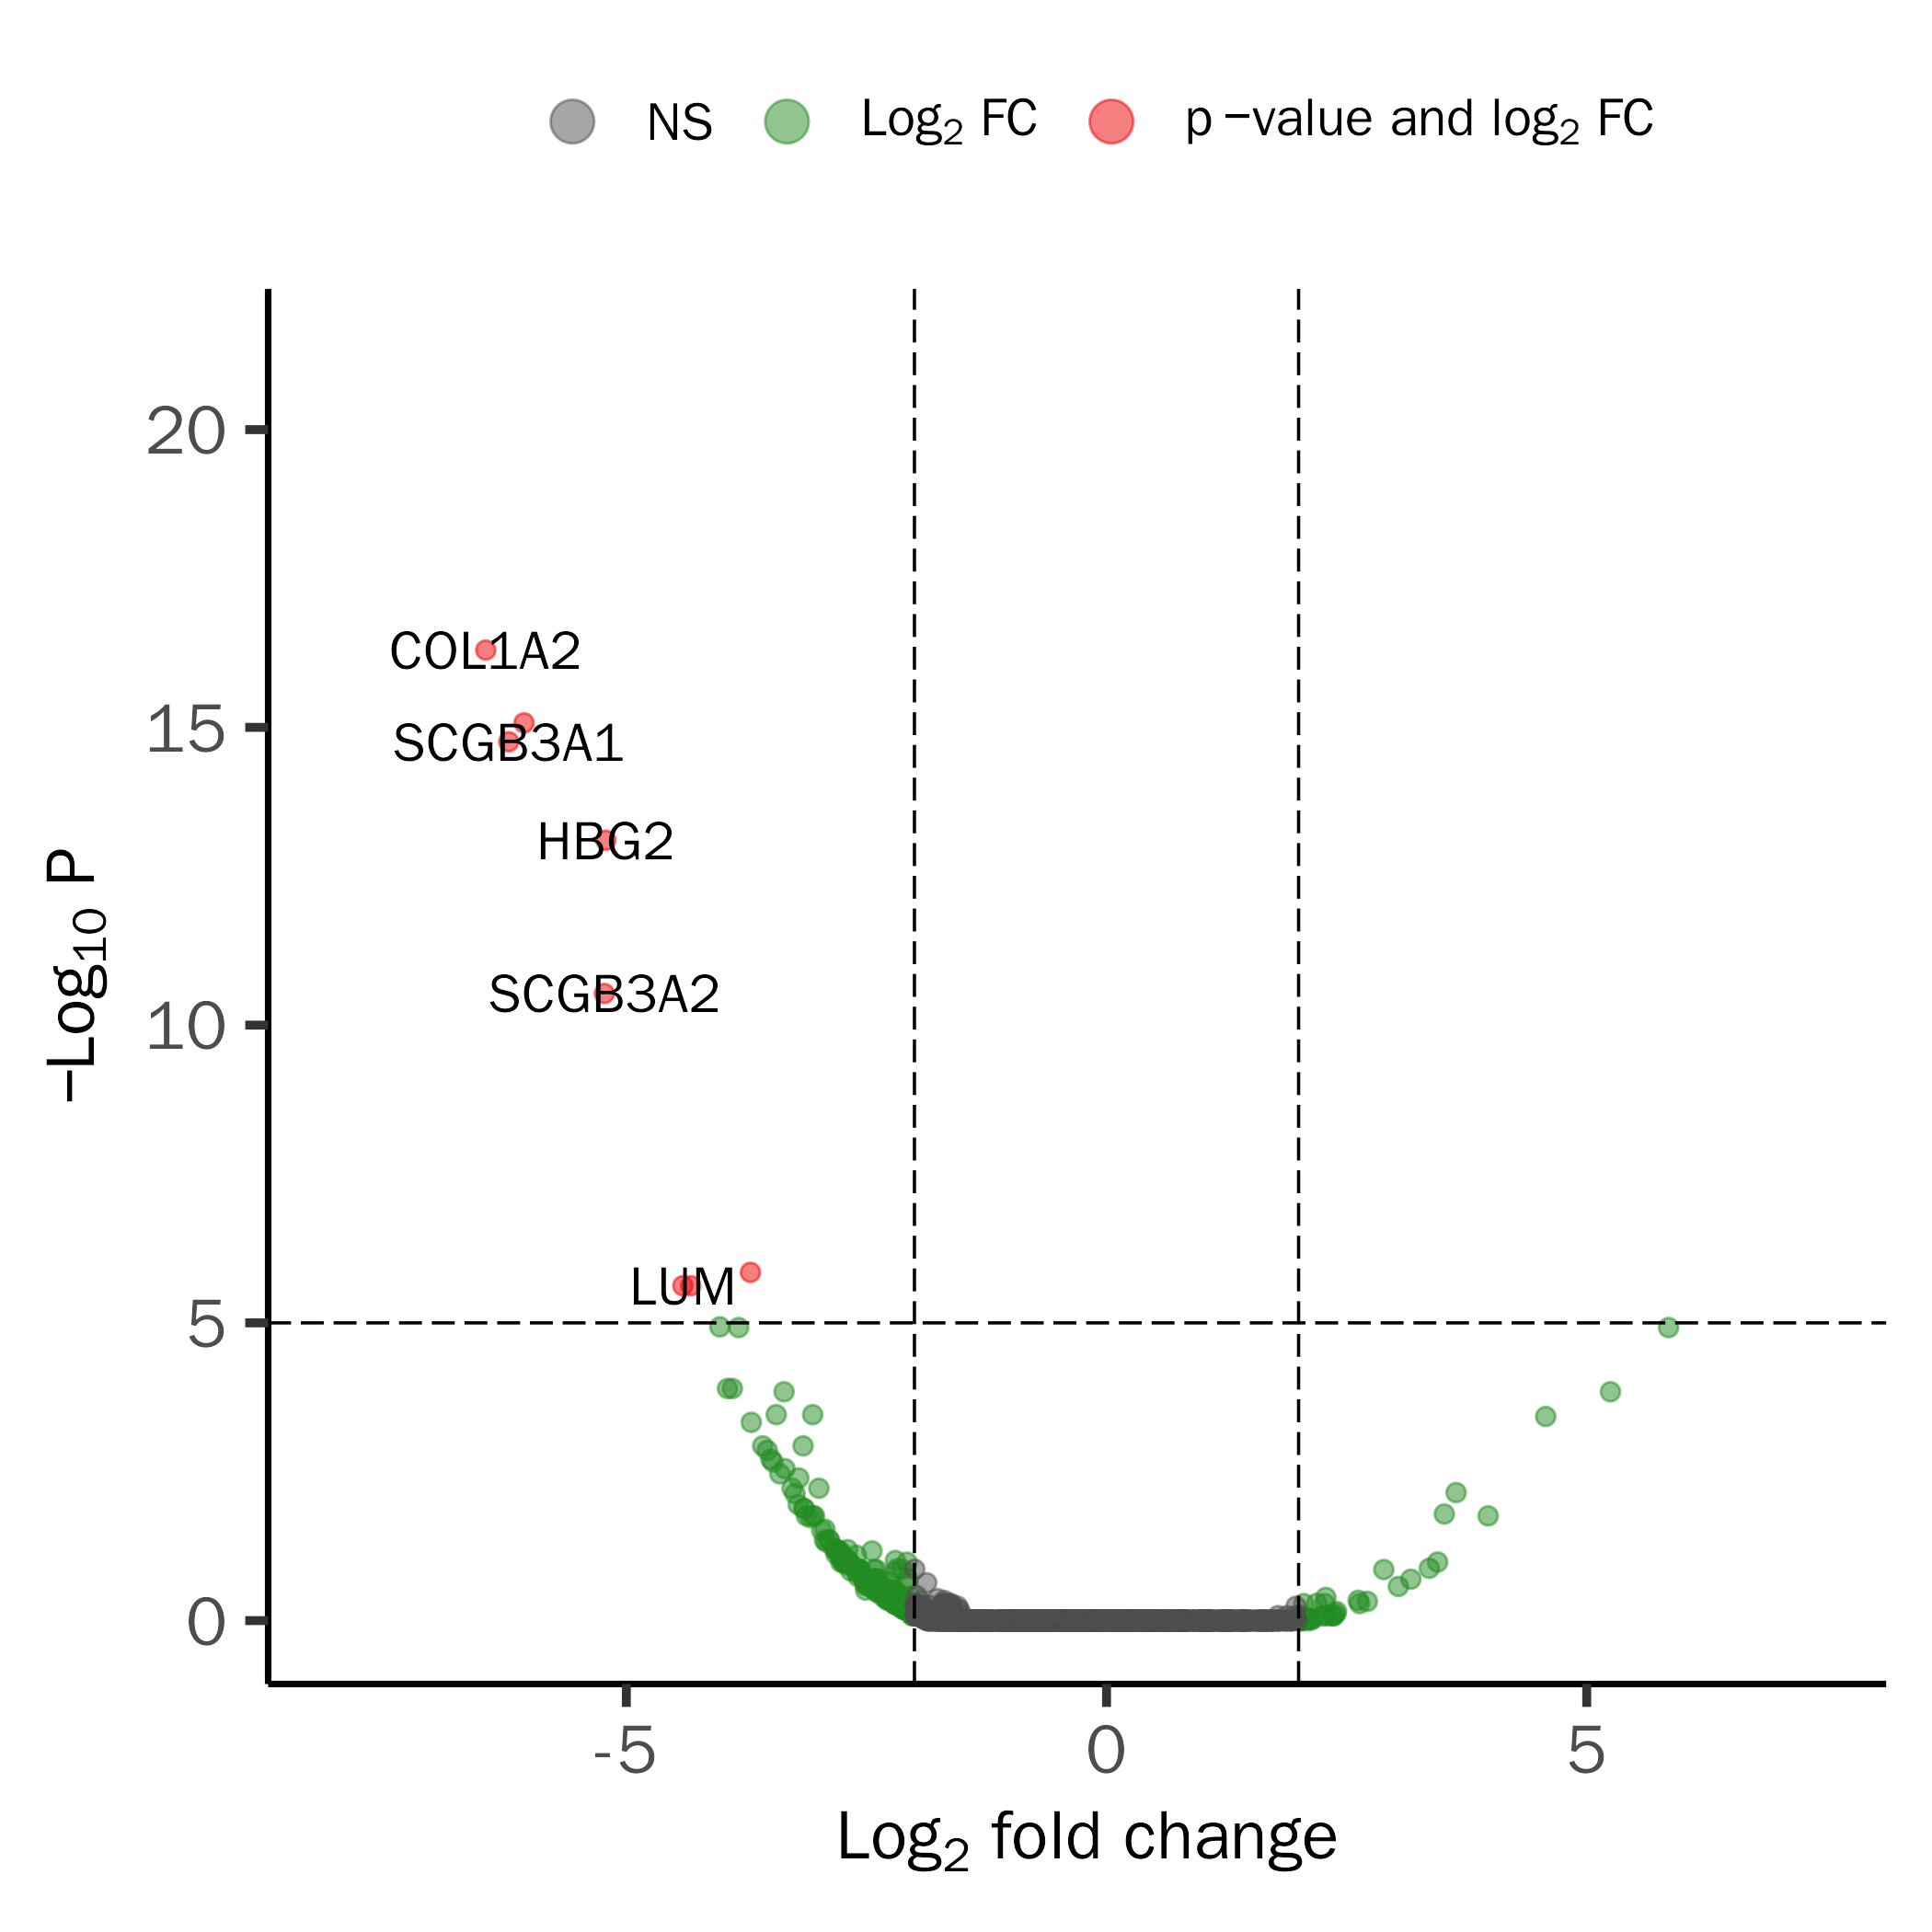 NS Log₂ FC p −value and log₂ FC
20
15
10
5
0
−Log₁₀ P
COL1A2
SCGB3A1
HBG2
SCGB3A2
LUM
-5 0 5
Log₂ fold change